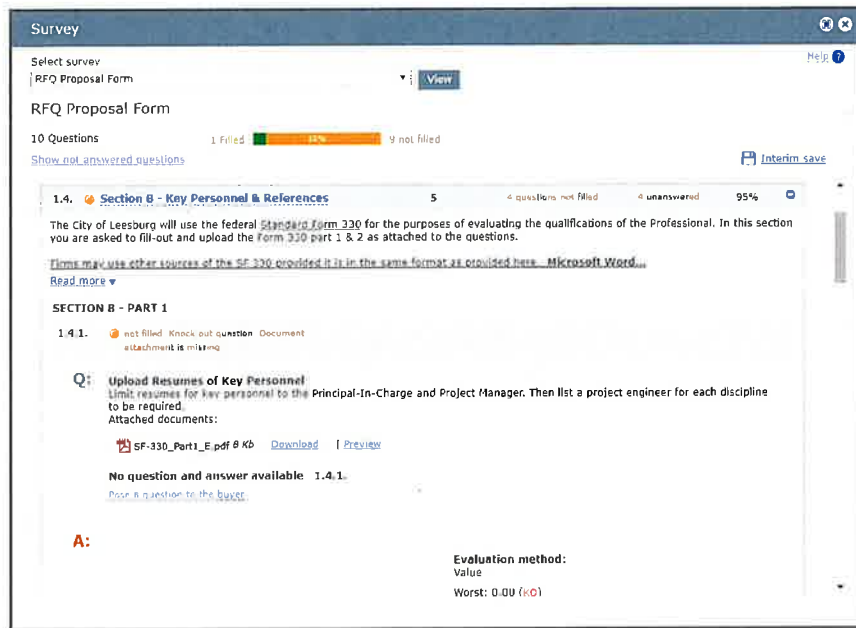 Survey
Select survey
Help ?
RFQ Proposal Form
View
RFQ Proposal Form
10 Questions
1 Filled
11%
9 not filled
Show not answered questions
Interim save
1.4. Section B - Key Personnel & References 5 4 questions not filled 4 unanswered 95%
The City of Leesburg will use the federal Standard Form 330 for the purposes of evaluating the qualifications of the Professional. In this section
you are asked to fill-out and upload the Form 330 part 1 & 2 as attached to the questions.
Firms may use other sources of the SF 330 provided it is in the same format as provided here. Microsoft Word...
Read more
SECTION B - PART 1
1.4.1. not filled Knock out question Document
attachment is missing
Q: Upload Resumes of Key Personnel
Limit resumes for key personnel to the Principal-In-Charge and Project Manager. Then list a project engineer for each discipline
to be required.
Attached documents:
SF-330_Part1_E.pdf 8 Kb Download | Preview
No question and answer available 1.4.1.
Pose a question to the buyer
A:
Evaluation method:
Value
Worst: 0.00 (KO)